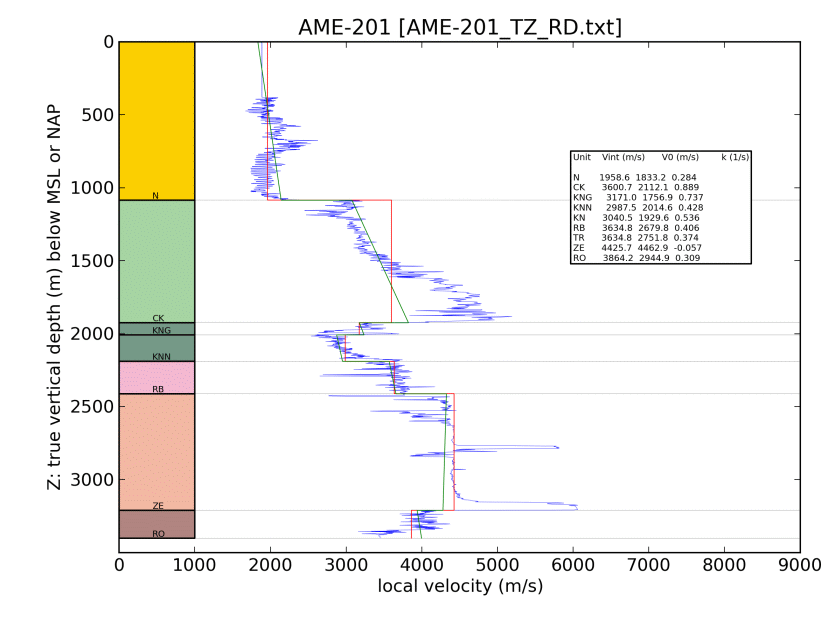 AME-201 [AME-201_TZ_RD.txt]
0
500
1000
1500
2000
2500
3000
Z: true vertical depth (m) below MSL or NAP
N
CK
KNG
KNN
RB
ZE
RO
Unit Vint (m/s) V0 (m/s) k (1/s)
N 1958.6 1833.2 0.284
CK 3600.7 2112.1 0.889
KNG 3171.0 1756.9 0.737
KNN 2987.5 2014.6 0.428
KN 3040.5 1929.6 0.536
RB 3634.8 2679.8 0.406
TR 3634.8 2751.8 0.374
ZE 4425.7 4462.9 -0.057
RO 3864.2 2944.9 0.309
0 1000 2000 3000 4000 5000 6000 7000 8000 9000
local velocity (m/s)